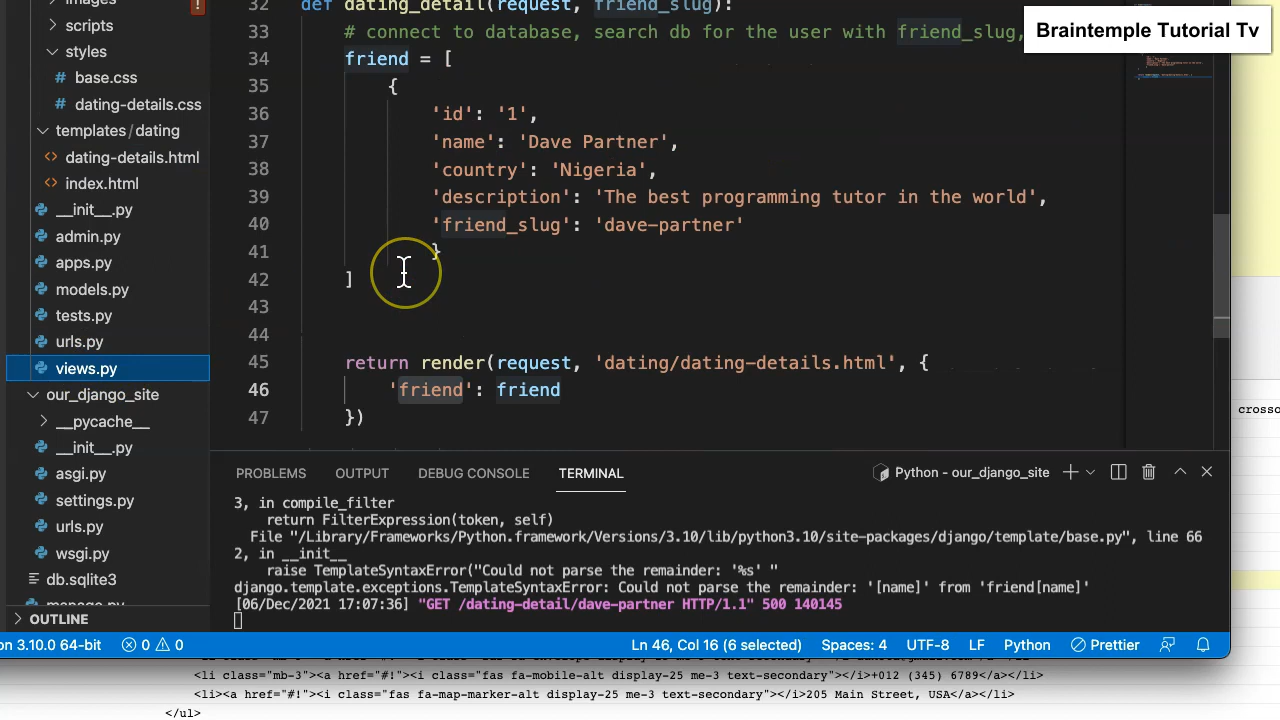 images
scripts
styles
base.css
dating-details.css
templates/dating
dating-details.html
index.html
__init__.py
admin.py
apps.py
models.py
tests.py
urls.py
views.py
our_django_site
__pycache__
__init__.py
asgi.py
settings.py
urls.py
wsgi.py
db.sqlite3
manage.py
OUTLINE
Braintemple Tutorial Tv
32 def dating_detail(request, friend_slug):
33 # connect to database, search db for the user with friend_slug,
34 friend = [
35 {
36 'id': '1',
37 'name': 'Dave Partner',
38 'country': 'Nigeria',
39 'description': 'The best programming tutor in the world',
40 'friend_slug': 'dave-partner'
41 }
42 ]
43
44
45 return render(request, 'dating/dating-details.html', {
46 'friend': friend
47 })
PROBLEMS OUTPUT DEBUG CONSOLE TERMINAL Python - our_django_site
3, in compile_filter
return FilterExpression(token, self)
File "/Library/Frameworks/Python.framework/Versions/3.10/lib/python3.10/site-packages/django/template/base.py", line 66
2, in __init__
raise TemplateSyntaxError("Could not parse the remainder: '%s' "
django.template.exceptions.TemplateSyntaxError: Could not parse the remainder: '[name]' from 'friend[name]'
[06/Dec/2021 17:07:36] "GET /dating-detail/dave-partner HTTP/1.1" 500 140145
on 3.10.0 64-bit 0 0 Ln 46, Col 16 (6 selected) Spaces: 4 UTF-8 LF Python Prettier
<li class="mb-3"><a href="#!"><i class="fas fa-mobile-alt display-25 me-3 text-secondary"></i>+012 (345) 6789</a></li>
<li><a href="#!"><i class="fas fa-map-marker-alt display-25 me-3 text-secondary"></i>205 Main Street, USA</a></li>
</ul>
crosso